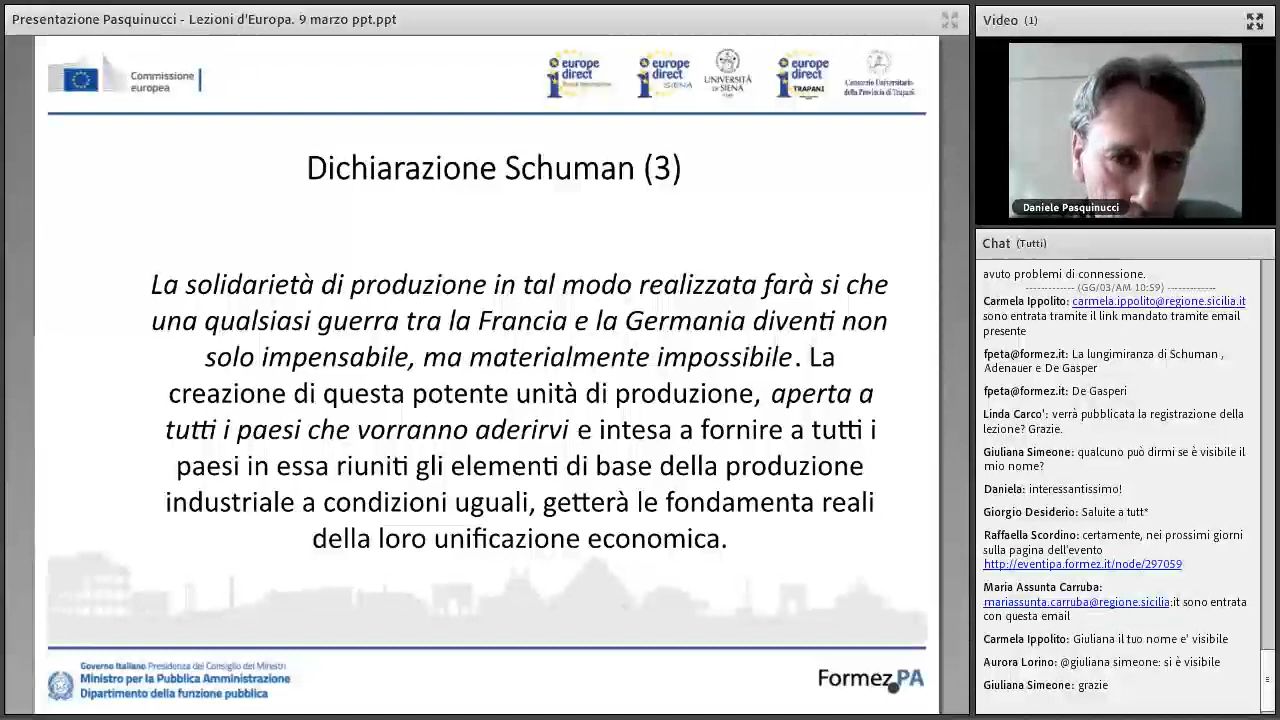 Presentazione Pasquinucci - Lezioni d'Europa. 9 marzo ppt.ppt
Commissione
europea
europe
direct
europe
direct
SIENA
UNIVERSITÀ
DI SIENA
europe
direct
TRAPANI
Consorzio Universitario
della Provincia di Trapani
Dichiarazione Schuman (3)
La solidarietà di produzione in tal modo realizzata farà si che
una qualsiasi guerra tra la Francia e la Germania diventi non
solo impensabile, ma materialmente impossibile. La
creazione di questa potente unità di produzione, aperta a
tutti i paesi che vorranno aderirvi e intesa a fornire a tutti i
paesi in essa riuniti gli elementi di base della produzione
industriale a condizioni uguali, getterà le fondamenta reali
della loro unificazione economica.
Governo Italiano Presidenza del Consiglio dei Ministri
Ministro per la Pubblica Amministrazione
Dipartimento della funzione pubblica
Formez PA
Video (1)
Daniele Pasquinucci
Chat (Tutti)
avuto problemi di connessione.
------------- (GG/03/AM 10:59) -------------
Carmela Ippolito: carmela.ippolito@regione.sicilia.it
sono entrata tramite il link mandato tramite email
presente
fpeta@formez.it: La lungimiranza di Schuman ,
Adenauer e De Gasper
fpeta@formez.it: De Gasperi
Linda Carco': verrà pubblicata la registrazione della
lezione? Grazie.
Giuliana Simeone: qualcuno può dirmi se è visibile il
mio nome?
Daniela: interessantissimo!
Giorgio Desiderio: Saluite a tutt*
Raffaella Scordino: certamente, nei prossimi giorni
sulla pagina dell'evento
http://eventipa.formez.it/node/297059
Maria Assunta Carruba:
mariassunta.carruba@regione.sicilia:it sono entrata
con questa email
Carmela Ippolito: Giuliana il tuo nome e' visibile
Aurora Lorino: @giuliana simeone: si è visibile
Giuliana Simeone: grazie